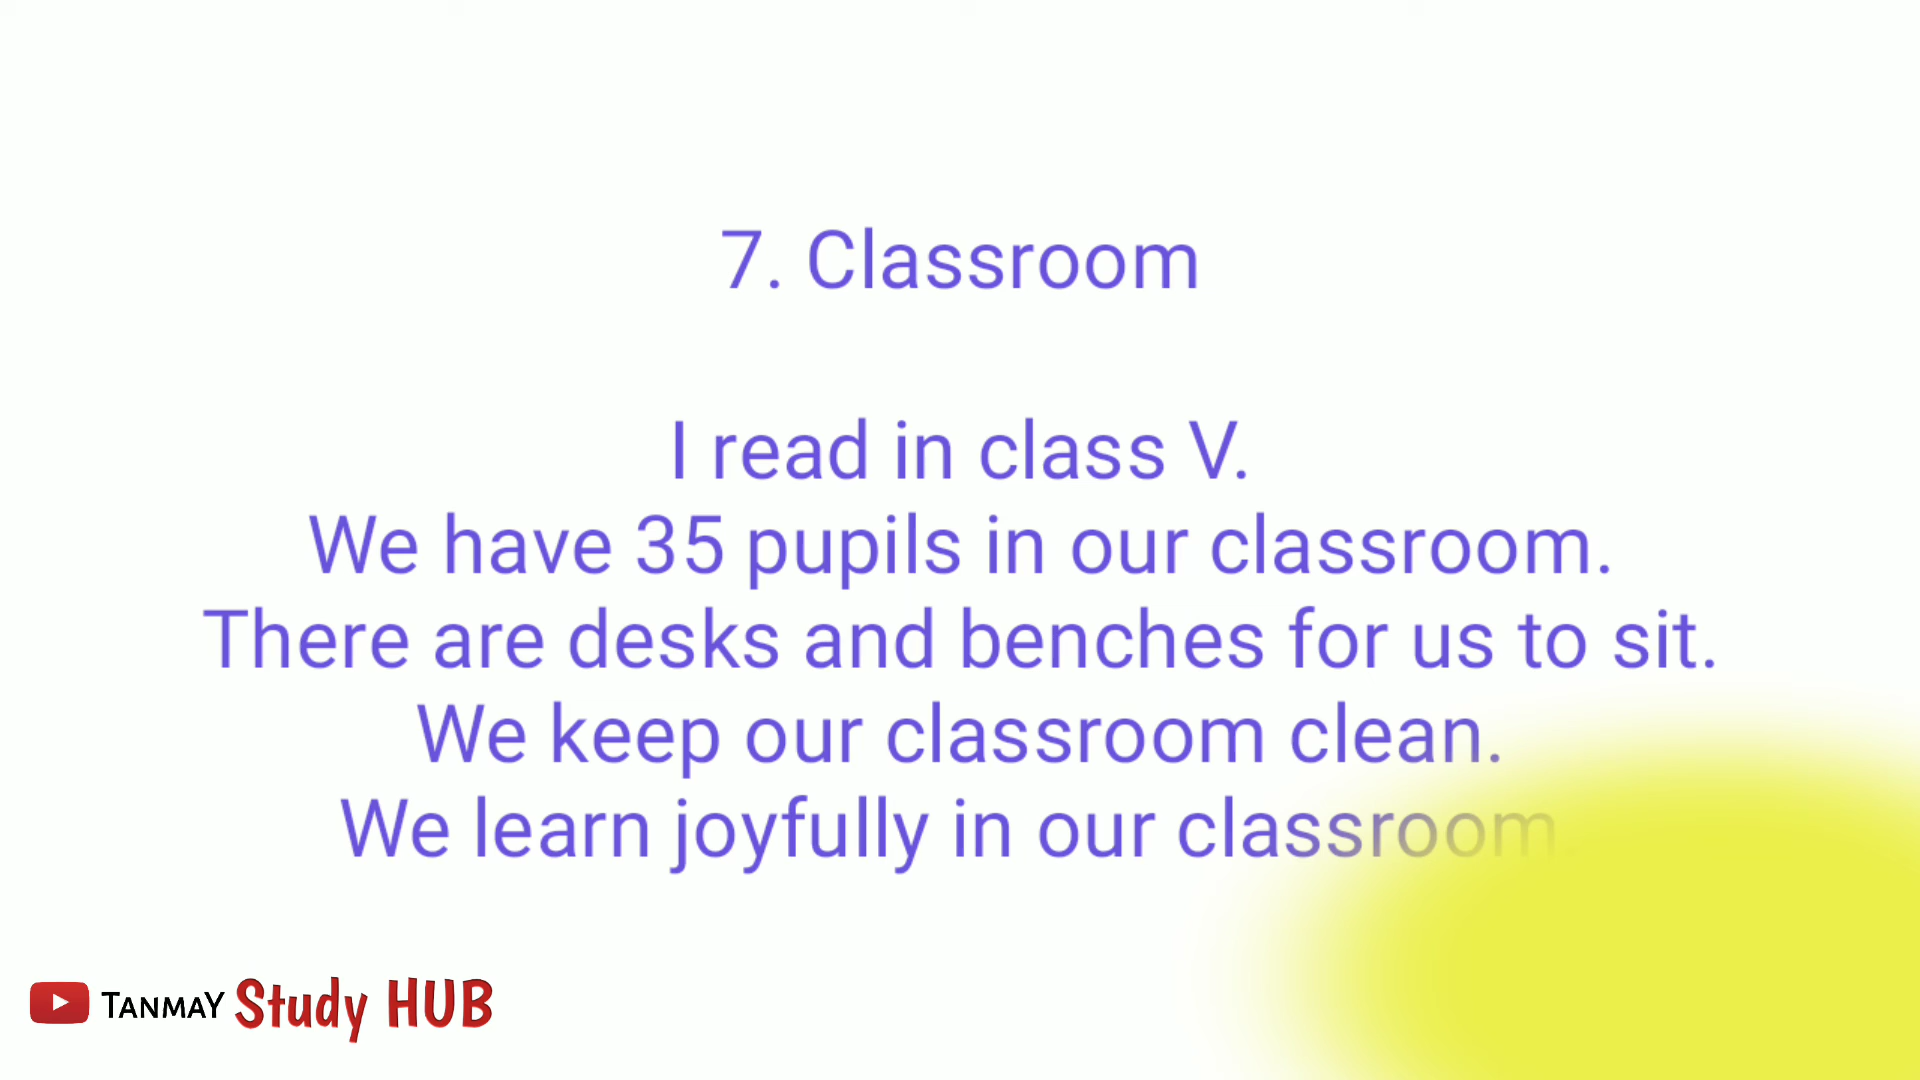 7. Classroom
I read in class V.
We have 35 pupils in our classroom.
There are desks and benches for us to sit.
We keep our classroom clean.
We learn joyfully in our classroom
TANMAY Study HUB